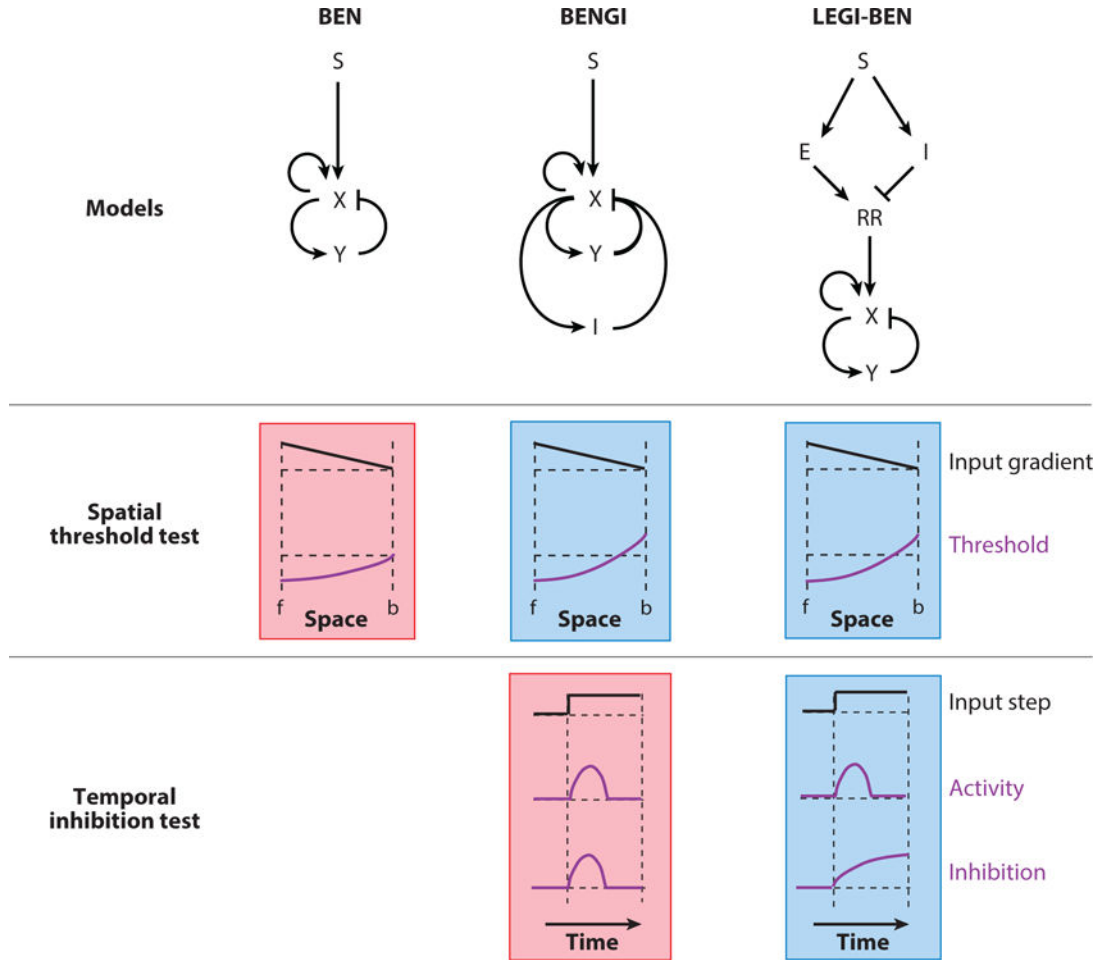 BEN
BENGI
LEGI-BEN
S
S
S
E
I
Models
X
X
RR
Y
Y
I
X
Y
Spatial
threshold test
Input gradient
Threshold
f
b
f
b
f
b
Space
Space
Space
Temporal
inhibition test
Input step
Activity
Inhibition
Time
Time